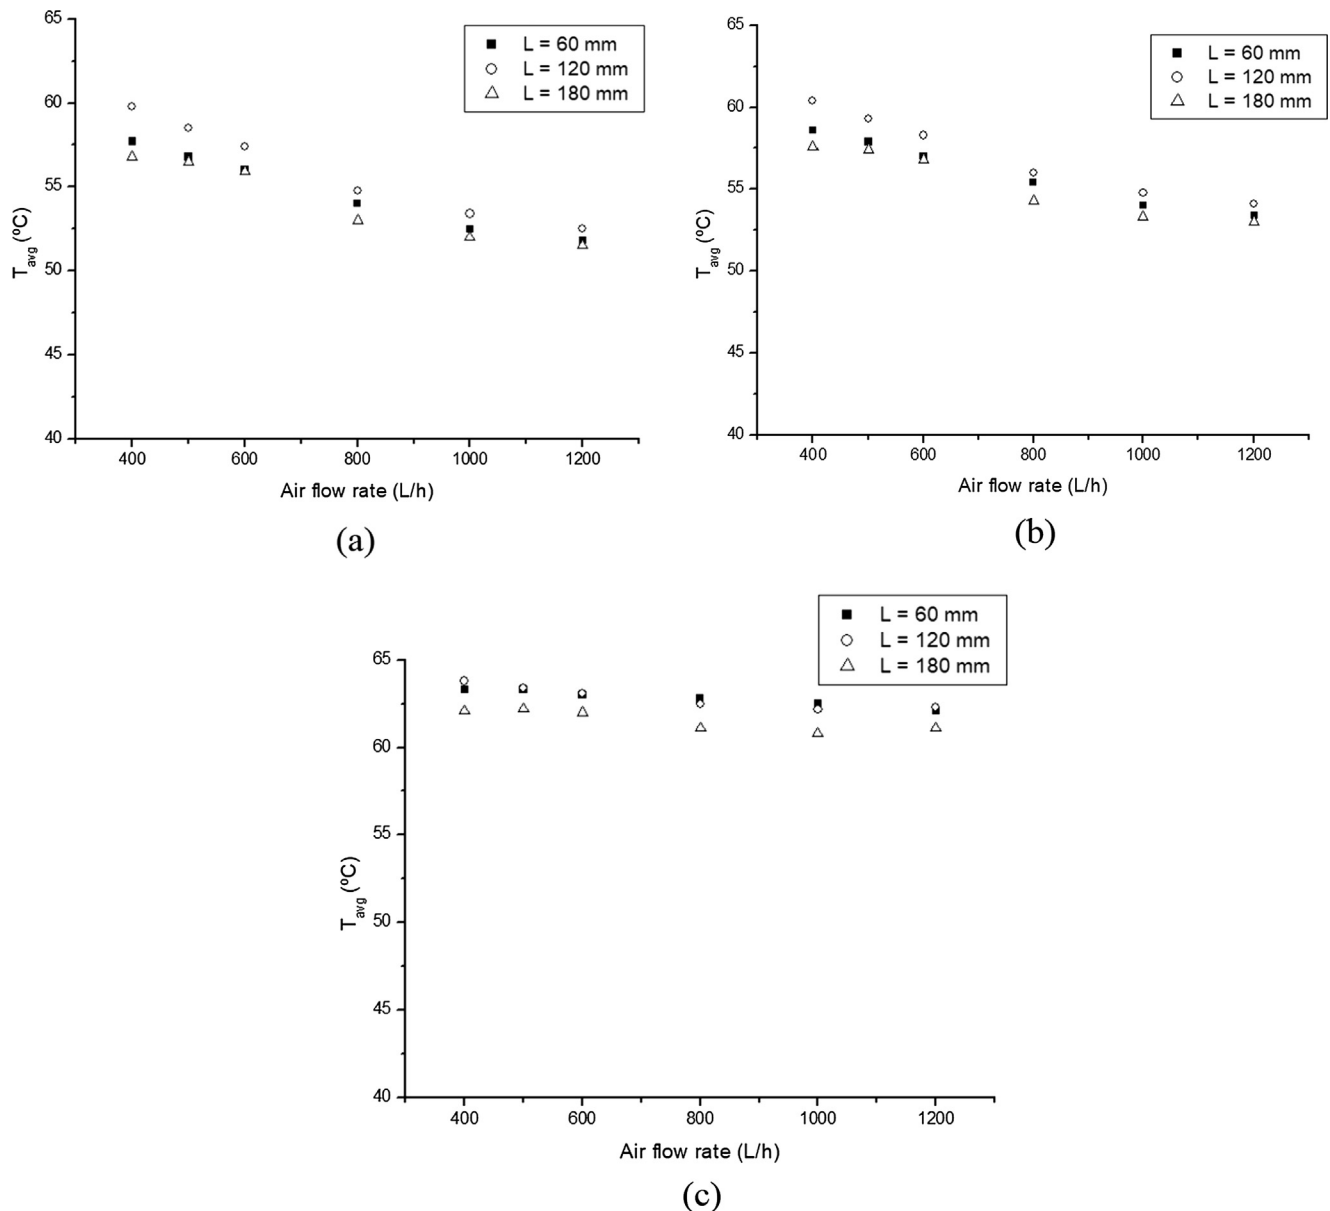 65
60
55
50
45
40
T_avg (ºC)
L = 60 mm
L = 120 mm
L = 180 mm
400 600 800 1000 1200
Air flow rate (L/h)
(a)
65
60
55
50
45
40
T_avg (ºC)
L = 60 mm
L = 120 mm
L = 180 mm
400 600 800 1000 1200
Air flow rate (L/h)
(b)
L = 60 mm
L = 120 mm
L = 180 mm
65
60
55
50
45
40
T_avg (ºC)
400 600 800 1000 1200
Air flow rate (L/h)
(c)